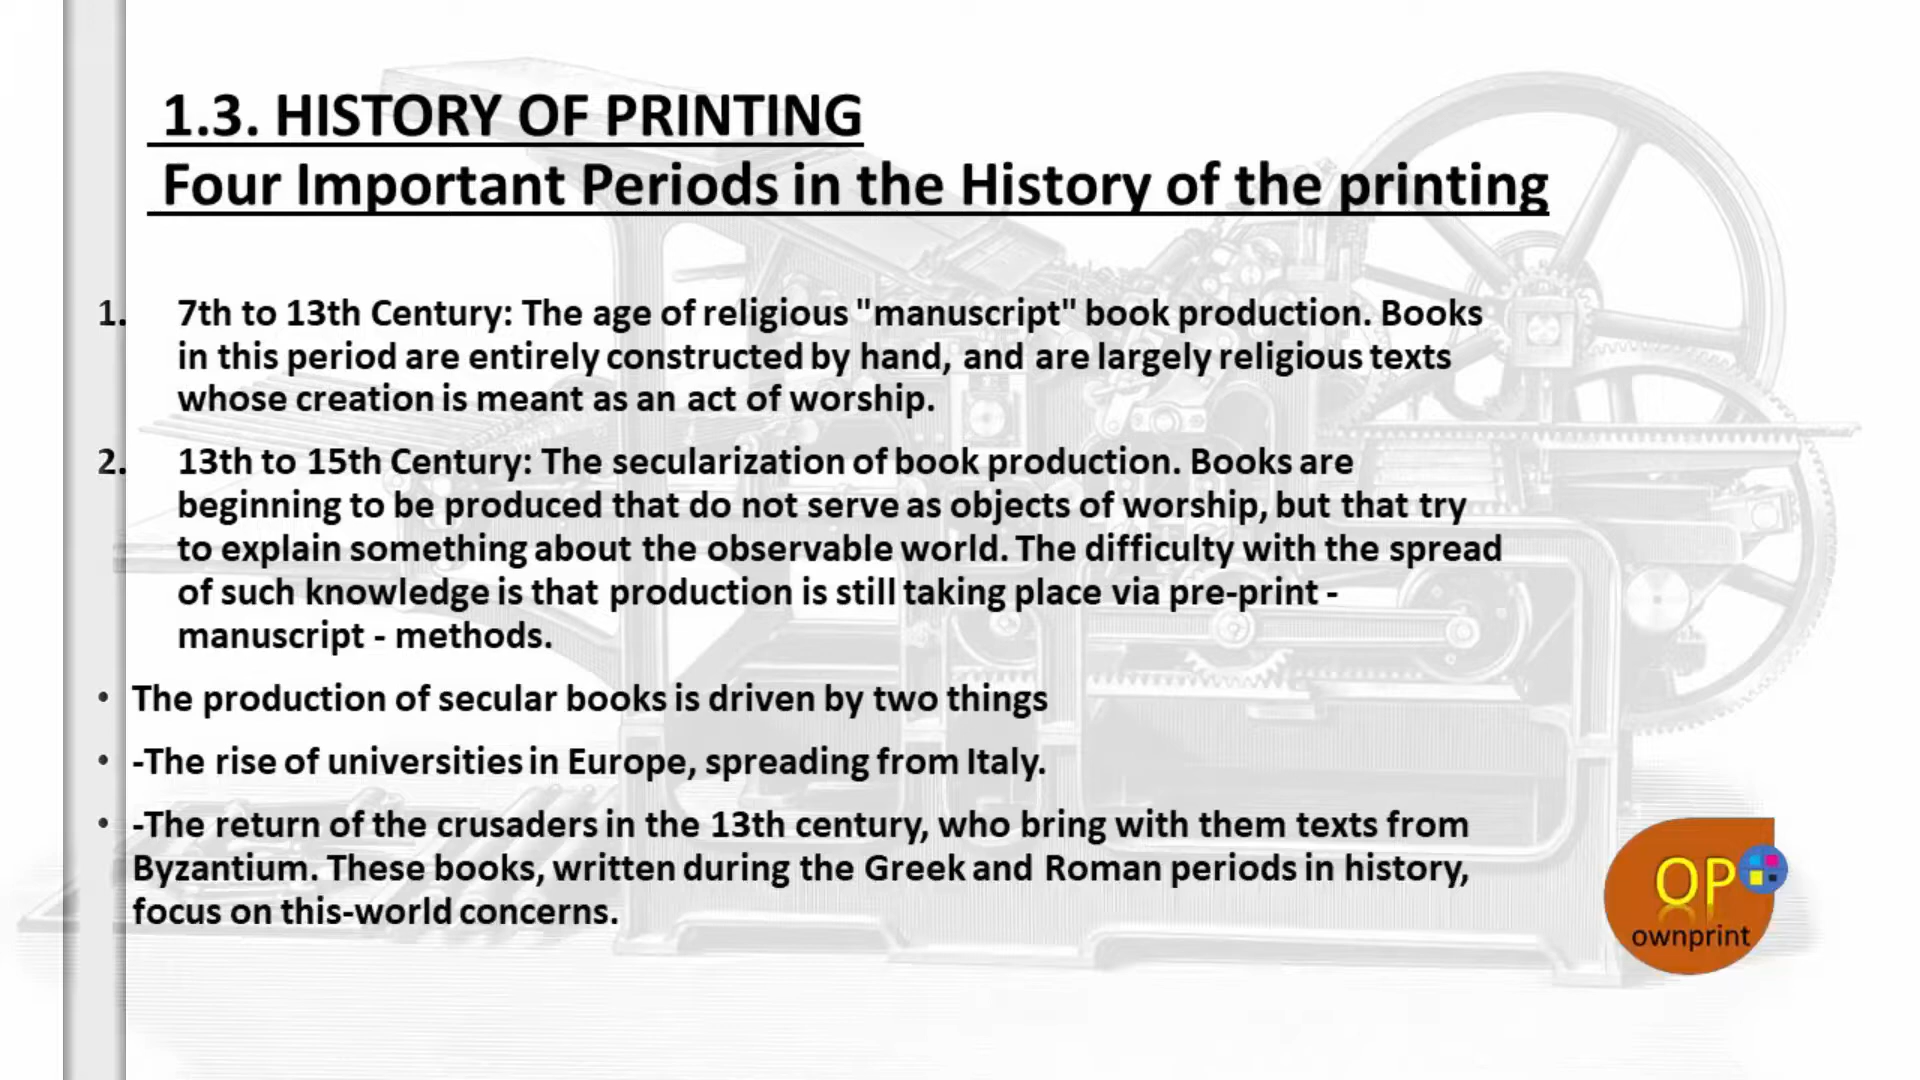 1.3. HISTORY OF PRINTING
Four Important Periods in the History of the printing
1. 7th to 13th Century: The age of religious "manuscript" book production. Books
in this period are entirely constructed by hand, and are largely religious texts
whose creation is meant as an act of worship.
2. 13th to 15th Century: The secularization of book production. Books are
beginning to be produced that do not serve as objects of worship, but that try
to explain something about the observable world. The difficulty with the spread
of such knowledge is that production is still taking place via pre-print -
manuscript - methods.
• The production of secular books is driven by two things
• -The rise of universities in Europe, spreading from Italy.
• -The return of the crusaders in the 13th century, who bring with them texts from
Byzantium. These books, written during the Greek and Roman periods in history,
focus on this-world concerns.
OP
ownprint